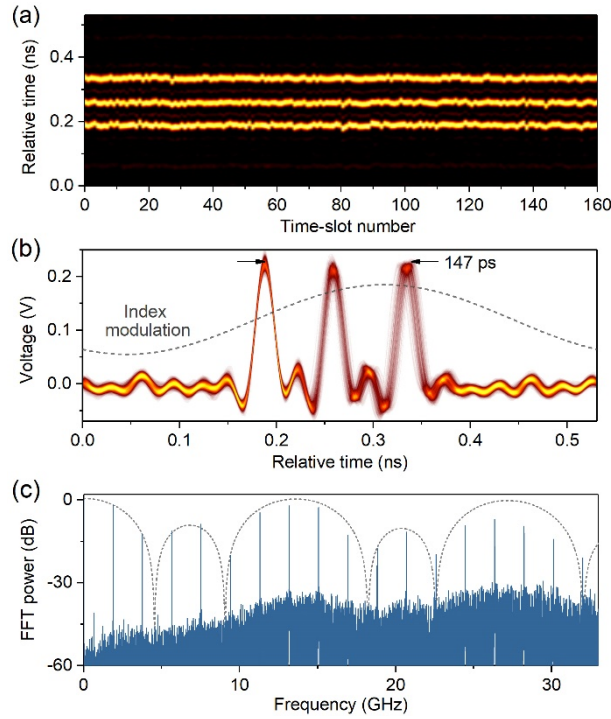 (a)
Relative time (ns)
0.4
0.2
0.0
0 20 40 60 80 100 120 140 160
Time-slot number
(b)
Voltage (V)
0.2
0.1
0.0
147 ps
Index
modulation
0.0 0.1 0.2 0.3 0.4 0.5
Relative time (ns)
(c)
FFT power (dB)
0
-30
-60
0 10 20 30
Frequency (GHz)